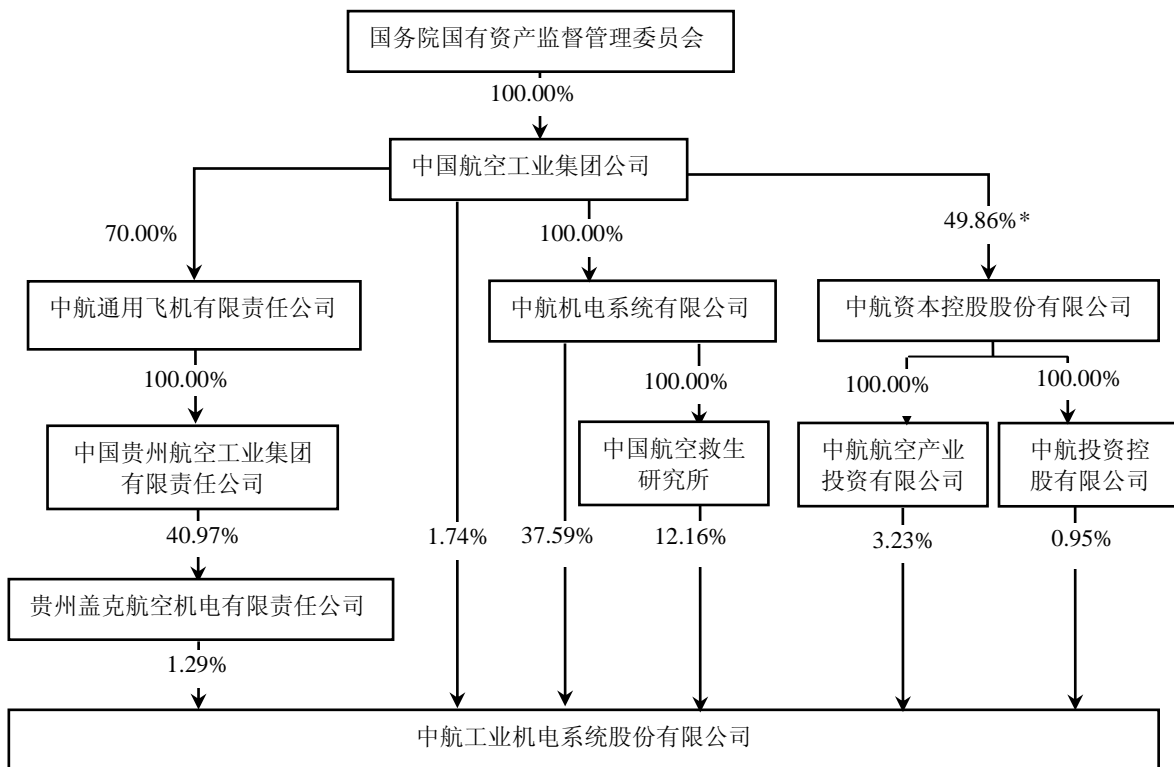 国务院国有资产监督管理委员会
100.00%
中国航空工业集团公司
70.00%
100.00%
49.86%*
中航通用飞机有限责任公司
中航机电系统有限公司
中航资本控股股份有限公司
100.00%
100.00%
100.00%
100.00%
中国贵州航空工业集团
有限责任公司
中国航空救生
研究所
中航航空产业
投资有限公司
中航投资控
股有限公司
40.97%
1.74%
37.59%
12.16%
3.23%
0.95%
贵州盖克航空机电有限责任公司
1.29%
中航工业机电系统股份有限公司